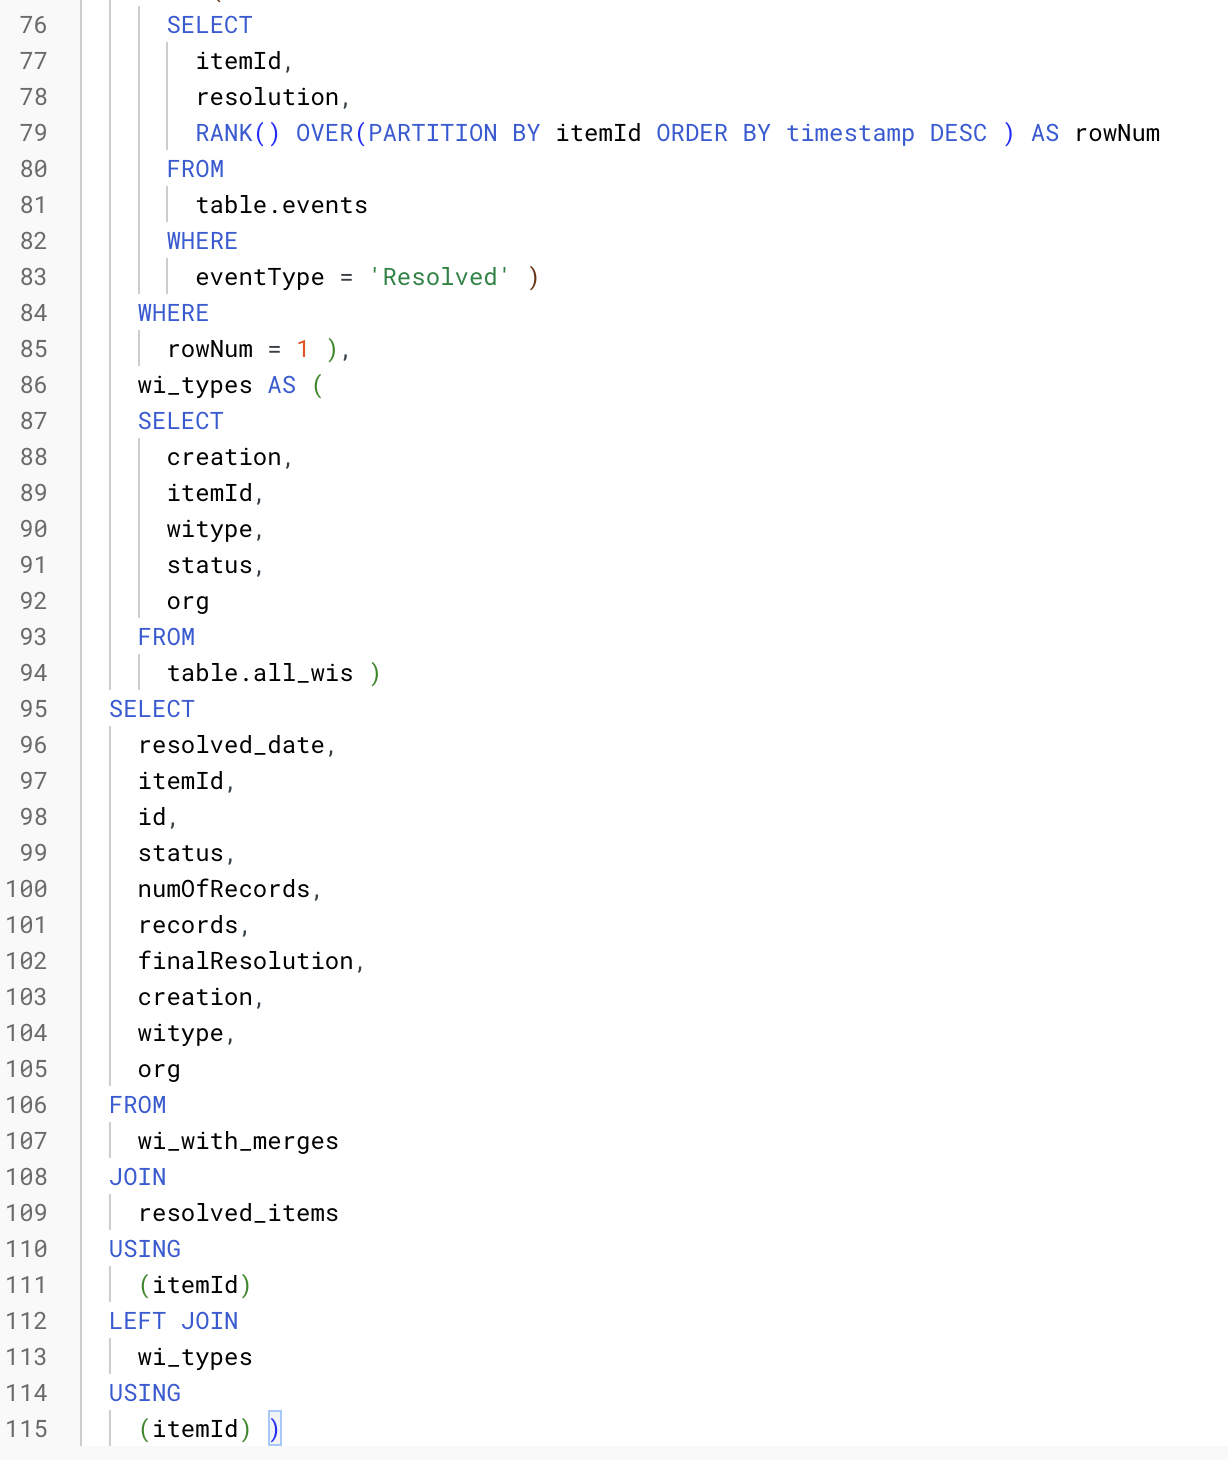 76 SELECT
77 itemId,
78 resolution,
79 RANK() OVER(PARTITION BY itemId ORDER BY timestamp DESC ) AS rowNum
80 FROM
81 table.events
82 WHERE
83 eventType = 'Resolved' )
84 WHERE
85 rowNum = 1 ),
86 wi_types AS (
87 SELECT
88 creation,
89 itemId,
90 witype,
91 status,
92 org
93 FROM
94 table.all_wis )
95 SELECT
96 resolved_date,
97 itemId,
98 id,
99 status,
100 numOfRecords,
101 records,
102 finalResolution,
103 creation,
104 witype,
105 org
106 FROM
107 wi_with_merges
108 JOIN
109 resolved_items
110 USING
111 (itemId)
112 LEFT JOIN
113 wi_types
114 USING
115 (itemId) )